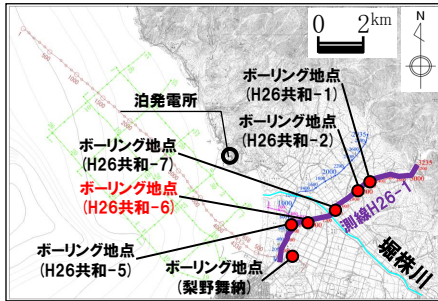 0 2km
N
ボーリング地点
(H26共和-1)
泊発電所
ボーリング地点
(H26共和-2)
ボーリング地点
(H26共和-7)
ボーリング地点
(H26共和-6)
測線H26-1
ボーリング地点
(H26共和-5)
ボーリング地点
(梨野舞納)
堀株川